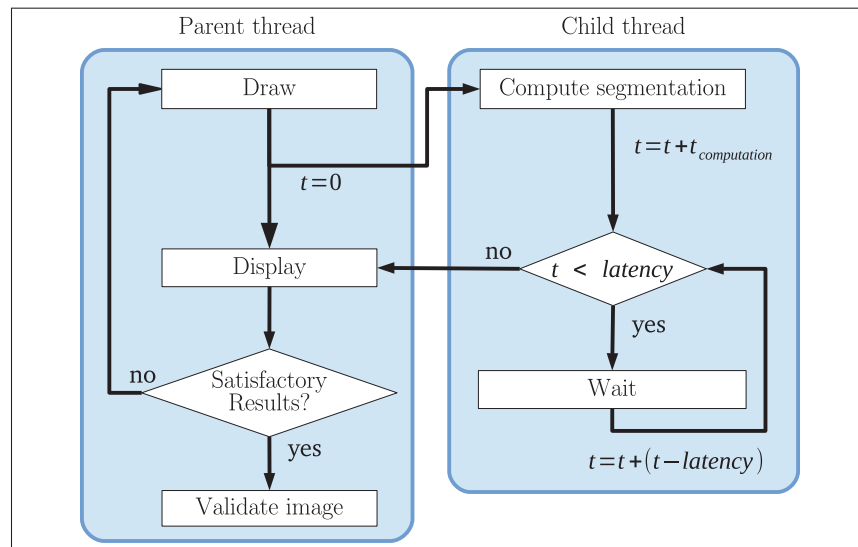 Parent thread
Child thread
Draw
Compute segmentation
t=0
t=t+t_computation
Display
no
t < latency
yes
Wait
t=t+(t−latency)
no
Satisfactory
Results?
yes
Validate image